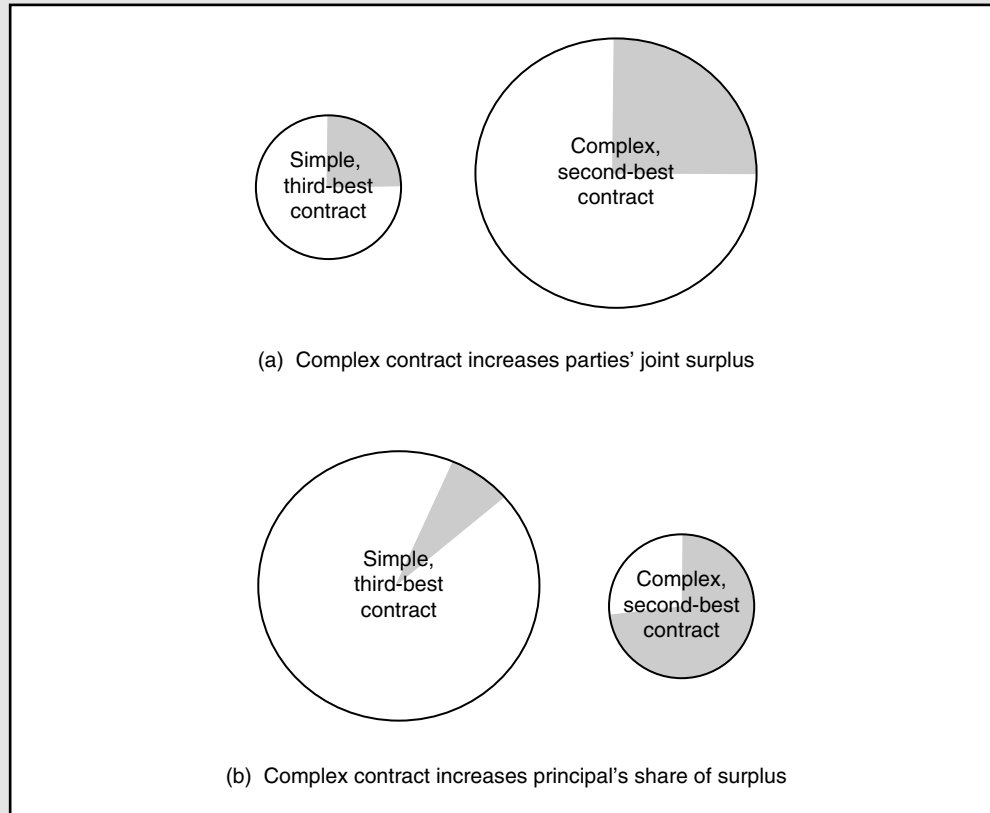 Simple,
third-best
contract
Complex,
second-best
contract
(a) Complex contract increases parties’ joint surplus
Simple,
third-best
contract
Complex,
second-best
contract
(b) Complex contract increases principal’s share of surplus